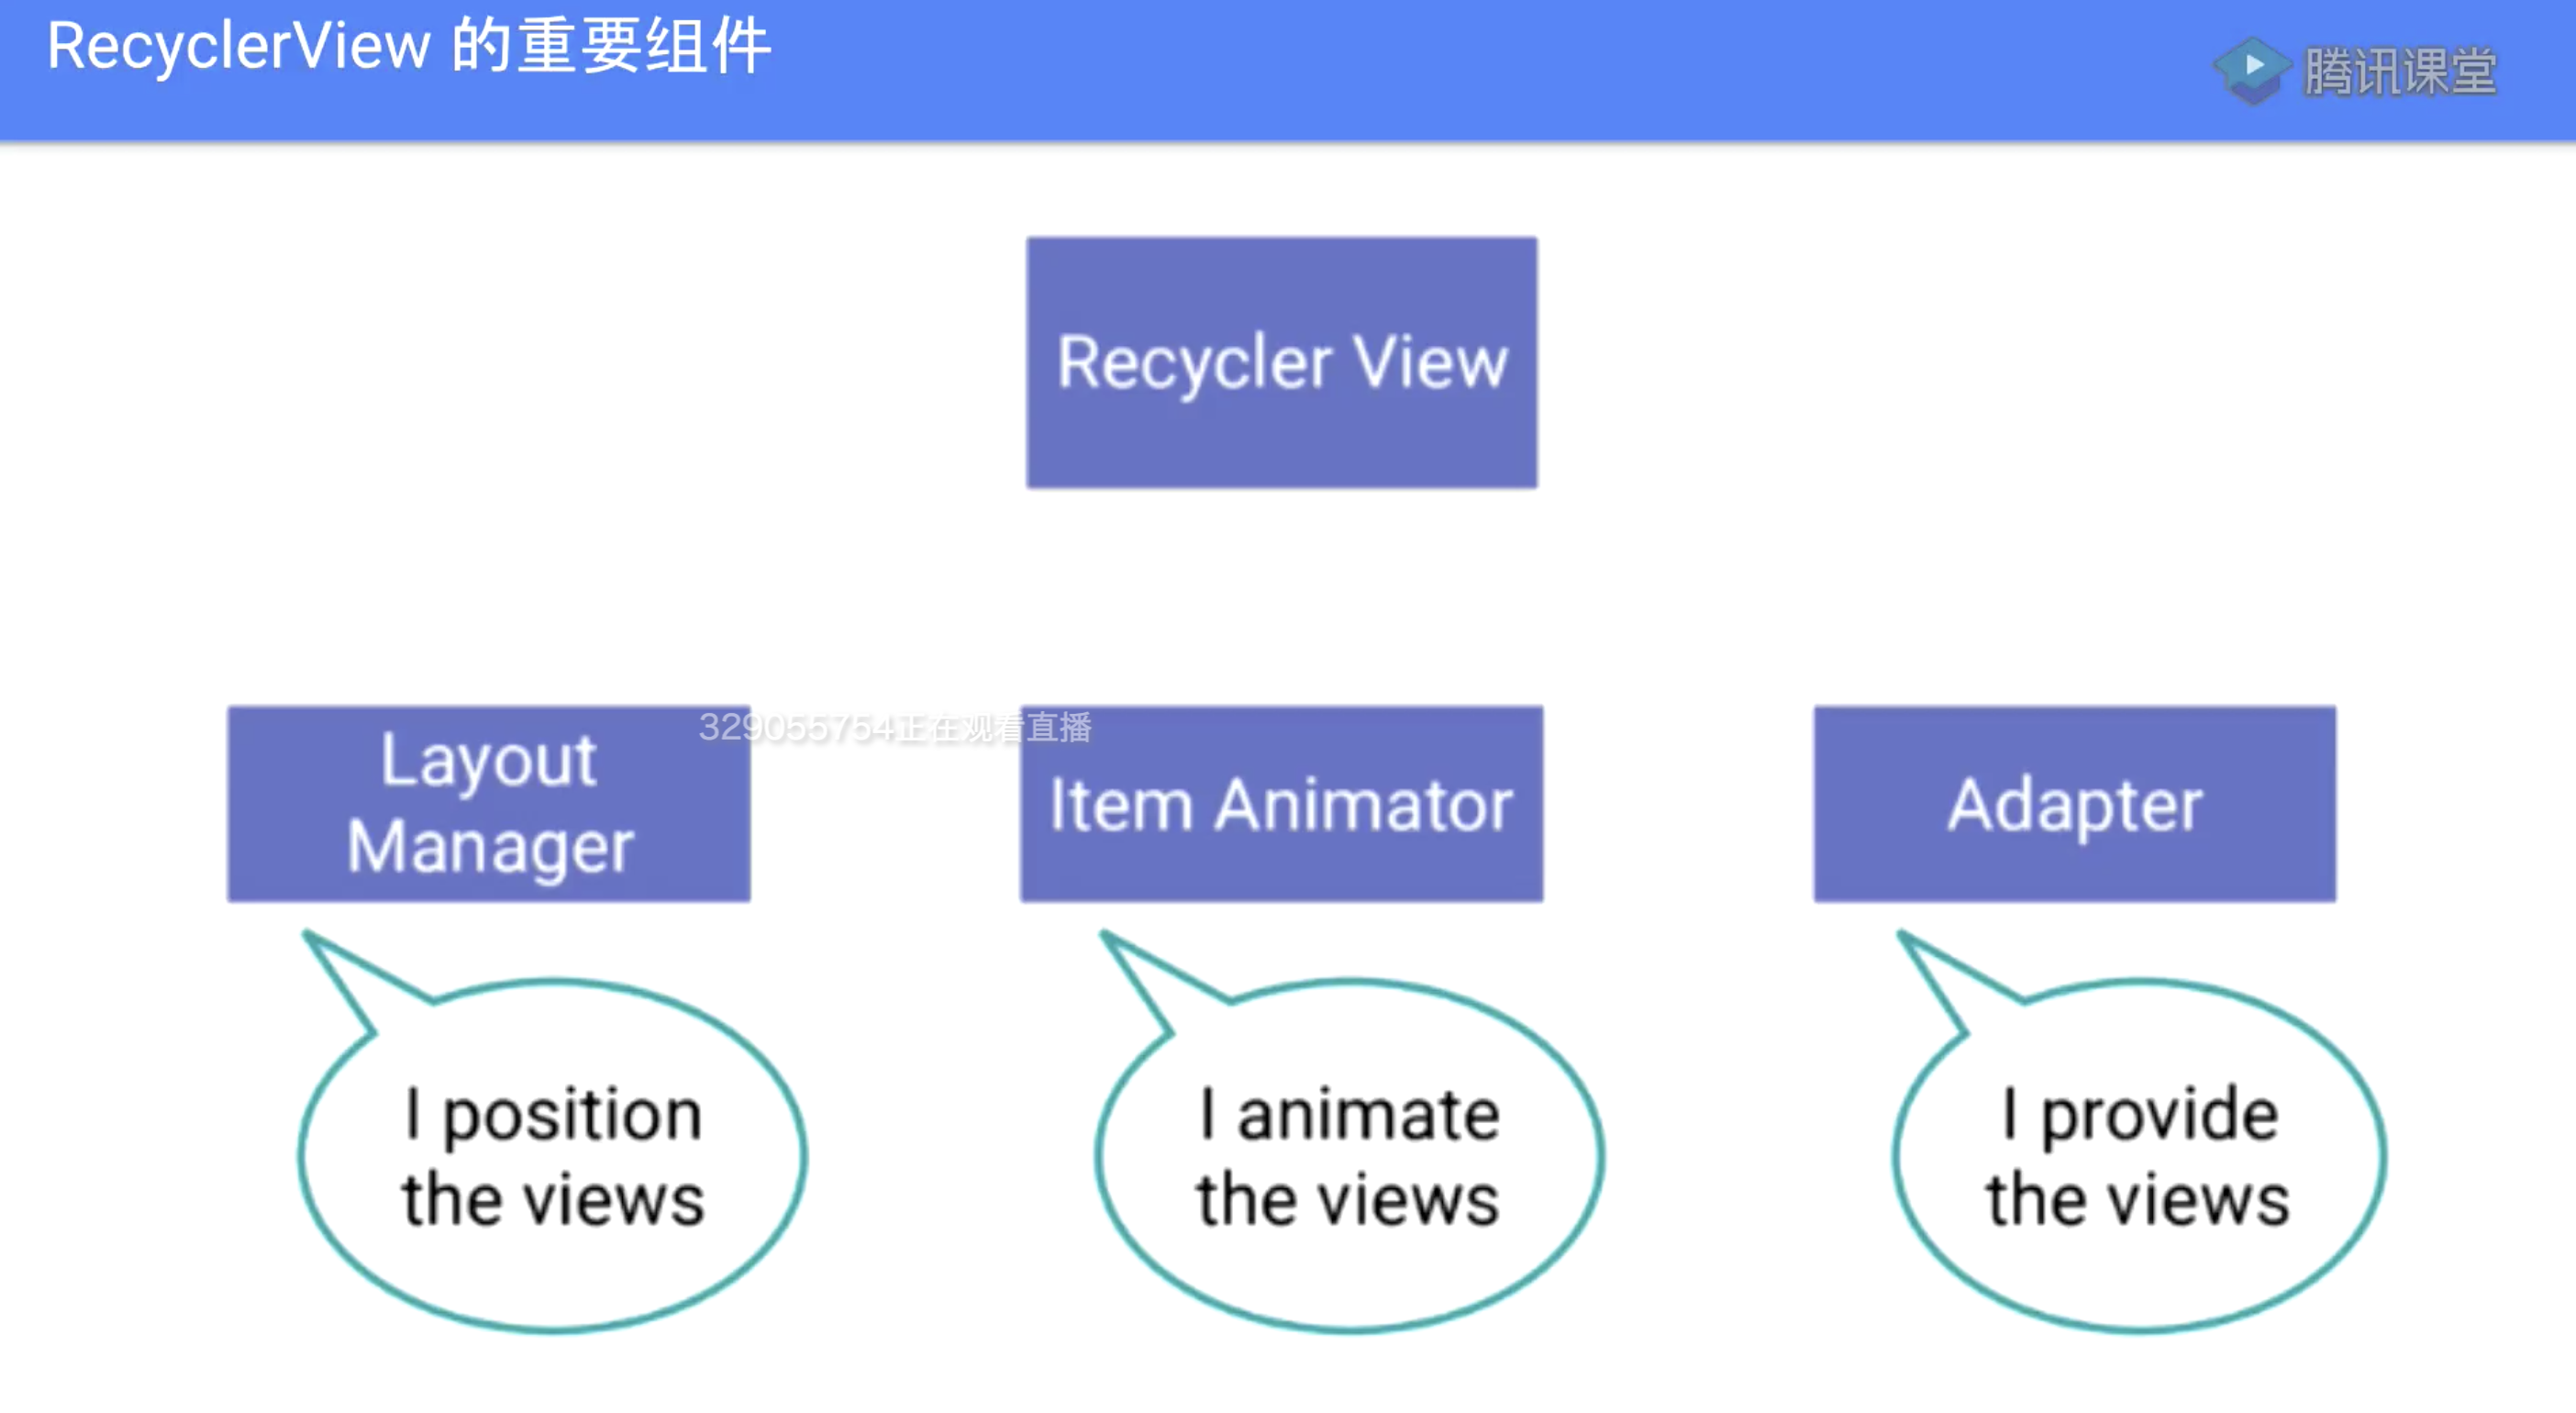 RecyclerView 的重要组件
腾讯课堂
Recycler View
329055754正在观看直播
Layout
Manager
Item Animator
Adapter
I position
the views
I animate
the views
I provide
the views